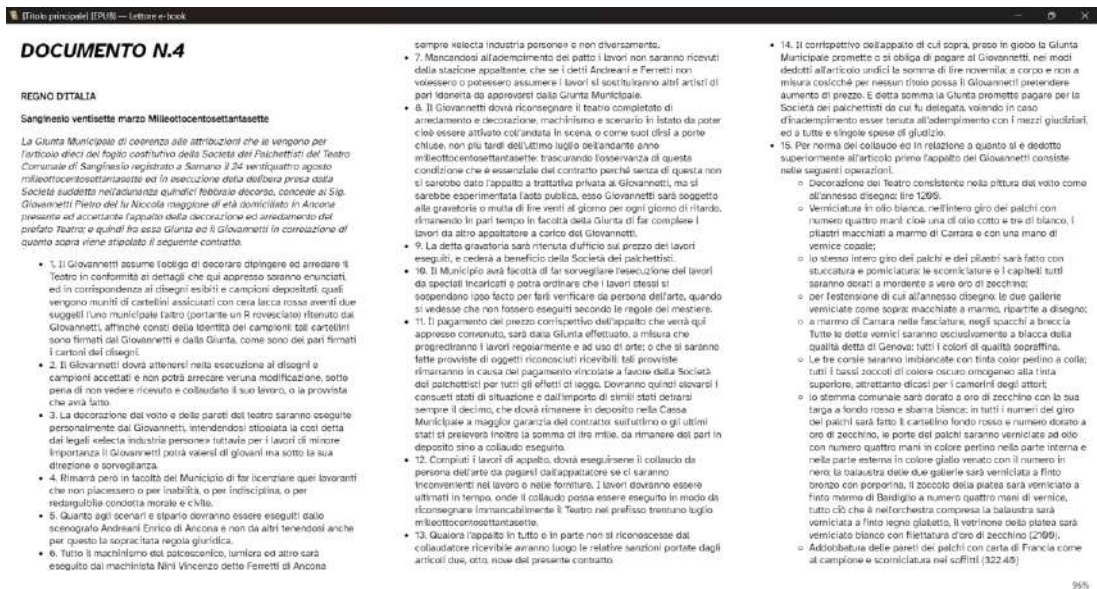 [Titolo principale] [EPUB] — Lettore e-book
DOCUMENTO N.4
REGNO D'ITALIA
Sanginesio ventisette marzo Milleottocentosettantasette
La Giunta Municipale di coerenza alle attribuzioni che le vengono per
l'articolo dieci del foglio costitutivo della Società dei Palchettisti del Teatro
Comunale di Sanginesio registrato a Sarnano il 24 ventiquattro agosto
milleottocentosettantasette ed in esecuzione della delibera presa dalla
Società suddetta nell'adunanza quindici febbraio decorso, concede al Sig.
Giovannetti Pietro del fu Niccola maggiore di età domiciliato in Ancona
presente ed accettante l'appalto della decorazione ed arredamento del
prefato Teatro; e quindi fra essa Giunta ed il Giovannetti in correlazione di
quanto sopra viene stipolato il seguente contratto.
• 1. Il Giovannetti assume l'obligo di decorare dipingere ed arredare il
Teatro in conformità ai dettagli che qui appresso saranno enunciati,
ed in corrispondenza ai disegni esibiti e campioni depositati, quali
vengono muniti di cartellini assicurati con cera lacca rossa aventi due
suggelli l'uno municipale l'altro (portante un R rovesciato) ritenuto dal
Giovannetti, affinché consti della identità dei campioni: tali cartellini
sono firmati dal Giovannetti e dalla Giunta, come sono dei pari firmati
i cartoni dei disegni.
• 2. Il Giovannetti dovrà attenersi nella esecuzione ai disegni e
campioni accettati e non potrà arrecare veruna modificazione, sotto
pena di non vedere ricevuto e collaudato il suo lavoro, o la provvista
che avrà fatto.
• 3. La decorazione del volto e delle pareti del teatro saranno eseguite
personalmente dal Giovannetti, intendendosi stipolata la così detta
dai legali «electa industria persone» tuttavia per i lavori di minore
importanza il Giovannetti potrà valersi di giovani ma sotto la sua
direzione e sorveglianza.
• 4. Rimarrà però in facoltà del Municipio di far licenziare quei lavoranti
che non piacessero o per inabilità, o per indisciplina, o per
redarguibile condotta morale e civile.
• 5. Quanto agli scenari e sipario dovranno essere eseguiti dallo
scenografo Andreani Enrico di Ancona e non da altri tenendosi anche
per questo la sopracitata regola giuridica.
• 6. Tutto il machinismo del palcoscenico, lumiera ed altro sarà
eseguito dal machinista Nini Vincenzo detto Ferretti di Ancona
sempre «electa industria persone» e non diversamente.
• 7. Mancandosi all'adempimento del patto i lavori non saranno ricevuti
dalla stazione appaltante, che se i detti Andreani e Ferretti non
volessero o potessero assumere i lavori si sostituiranno altri artisti di
pari idoneità da approvarsi dalla Giunta Municipale.
• 8. Il Giovannetti dovrà riconsegnare il teatro completato di
arredamento e decorazione, machinismo e scenario in istato da poter
cioè essere attivato coll'andata in scena, o come suol dirsi a porte
chiuse, non più tardi dell'ultimo luglio dell'andante anno
milleottocentosettantasette: trascurando l'osservanza di questa
condizione che è essenziale del contratto perché senza di questa non
si sarebbe dato l'appalto a trattativa privata al Giovannetti, ma si
sarebbe esperimentata l'asta publica, esso Giovannetti sarà soggetto
alla gravatoria o multa di lire venti al giorno per ogni giorno di ritardo,
rimanendo in pari tempo in facoltà della Giunta di far complere i
lavori da altro appaltatore a carico del Giovannetti.
• 9. La detta gravatoria sarà ritenuta d'ufficio sul prezzo dei lavori
eseguiti, e cederà a beneficio della Società dei palchettisti.
• 10. Il Municipio avrà facoltà di far sorvegliare l'esecuzione dei lavori
da speciali incaricati e potrà ordinare che i lavori stessi si
sospendano ipso facto per farli verificare da persona dell'arte, quando
si vedesse che non fossero eseguiti secondo le regole del mestiere.
• 11. Il pagamento del prezzo corrispettivo dell'appalto che verrà qui
appresso convenuto, sarà dalla Giunta effettuato, a misura che
progrediranno i lavori regolarmente e ad uso di arte; o che si saranno
fatte provviste di oggetti riconosciuti ricevibili; tali provviste
rimarranno in causa del pagamento vincolate a favore della Società
dei palchettisti per tutti gli effetti di legge. Dovranno quindi elevarsi i
consueti stati di situazione e dall'importo di simili stati detrarsi
sempre il decimo, che dovrà rimanere in deposito nella Cassa
Municipale a maggior garanzia del contratto: sull'ultimo e gli ultimi
stati si preleverà inoltre la somma di lire mille, da rimanere del pari in
deposito sino a collaudo eseguito.
• 12. Compiuti i lavori di appalto, dovrà eseguirsene il collaudo da
persona dell'arte da pagarsi dall'appaltatore se ci saranno
inconvenienti nel lavoro o nelle forniture. I lavori dovranno essere
ultimati in tempo, onde il collaudo possa essere eseguito in modo da
riconsegnare immancabilmente il Teatro nel prefisso trentuno luglio
milleottocentosettantasette.
• 13. Qualora l'appalto in tutto o in parte non si riconoscesse dal
collaudatore ricevibile avranno luogo le relative sanzioni portate dagli
articoli due, otto, nove del presente contratto.
• 14. Il corrispettivo dell'appalto di cui sopra, preso in globo la Giunta
Municipale promette o si obliga di pagare al Giovannetti, nei modi
dedotti all'articolo undici la somma di lire novemila; a corpo e non a
misura cosicché per nessun titolo possa il Giovannetti pretendere
aumento di prezzo. E detta somma la Giunta promette pagare per la
Società dei palchettisti da cui fu delegata, volendo in caso
d'inadempimento esser tenuta all'adempimento con i mezzi giudiziari,
ed a tutte e singole spese di giudizio.
• 15. Per norma del collaudo ed in relazione a quanto si è dedotto
superiormente all'articolo primo l'appalto del Giovannetti consiste
nelle seguenti operazioni.
◦ Decorazione del Teatro consistente nella pittura del volto come
all'annesso disegno; lire 1200.
◦ Verniciatura in olio bianca, nell'intero giro dei palchi con
numero quattro mani: cioè una di olio cotto e tre di bianco, i
pilastri macchiati a marmo di Carrara e con una mano di
vernice copale;
◦ lo stesso intero giro dei palchi e dei pilastri sarà fatto con
stuccatura e pomiciatura; le scorniciature e i capitelli tutti
saranno dorati a mordente a vero oro di zecchino;
◦ per l'estensione di cui all'annesso disegno; le due gallerie
verniciate come sopra: macchiate a marmo, ripartite a disegno;
◦ a marmo di Carrara nelle fasciature, negli spacchi a breccia
Tutte le dette vernici saranno esclusivamente a biacca della
qualità detta di Genova; tutti i colori di qualità sopraffina.
◦ Le tre corsie saranno imbiancate con tinta color perlino a colla;
tutti i bassi zoccoli di colore oscuro omogeneo alla tinta
superiore, altrettanto dicasi per i camerini degli attori;
◦ lo stemma comunale sarà dorato a oro di zecchino con la sua
targa a fondo rosso e sbarra bianca; in tutti i numeri del giro
dei palchi sarà fatto il cartellino fondo rosso e numero dorato a
oro di zecchino, le porte dei palchi saranno verniciate ad olio
con numero quattro mani in colore perlino nella parte interna e
nella parte esterna in colore giallo venato con il numero in
nero; la balaustra delle due gallerie sarà verniciata a finto
bronzo con porporina, il zoccolo della platea sarà verniciato a
finto marmo di Bardiglio a numero quattro mani di vernice,
tutto ciò che è nell'orchestra compresa la balaustra sarà
verniciata a finto legno gialletto, il vetrinone della platea sarà
verniciato bianco con filettatura d'oro di zecchino (2100).
◦ Addobbatura delle pareti dei palchi con carta di Francia come
al campione e scorniciatura nei soffitti (322.40)
96%